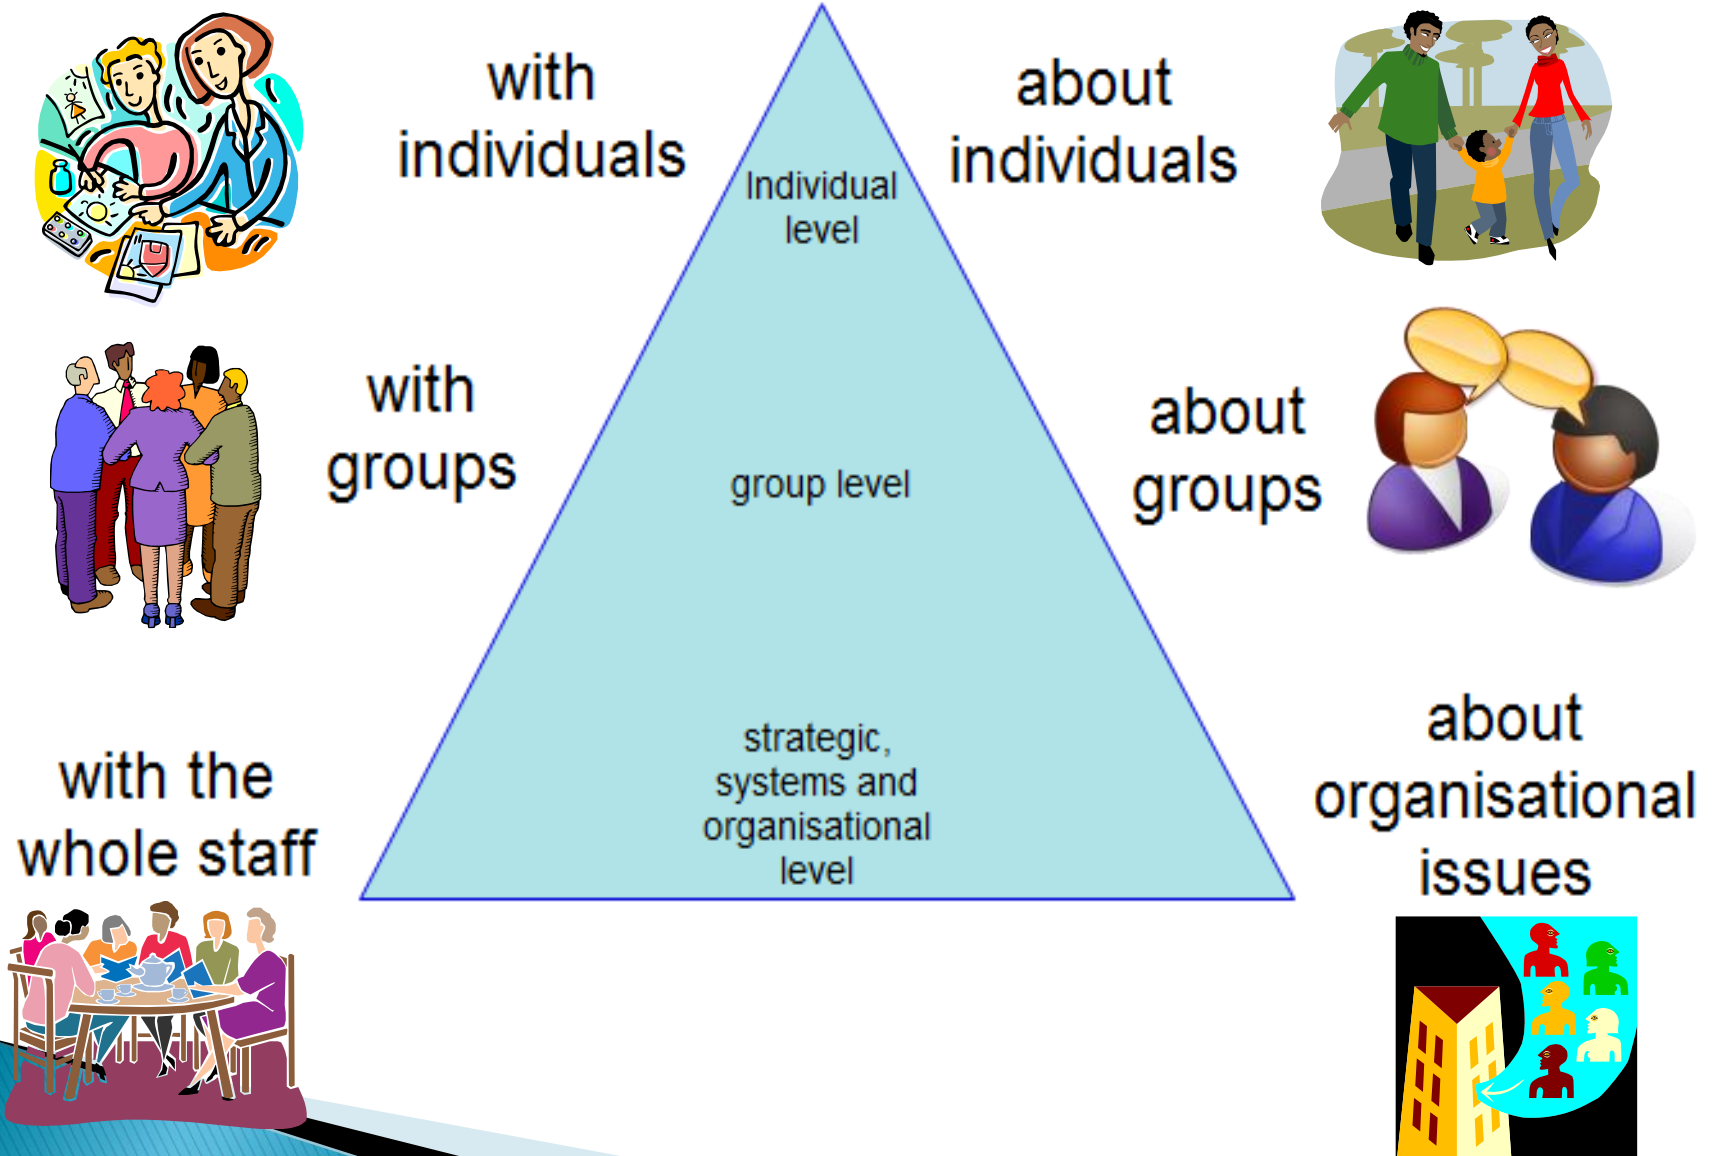 with
individuals
about
individuals
Individual
level
with
groups
about
groups
group level
strategic,
systems and
organisational
level
with the
whole staff
about
organisational
issues